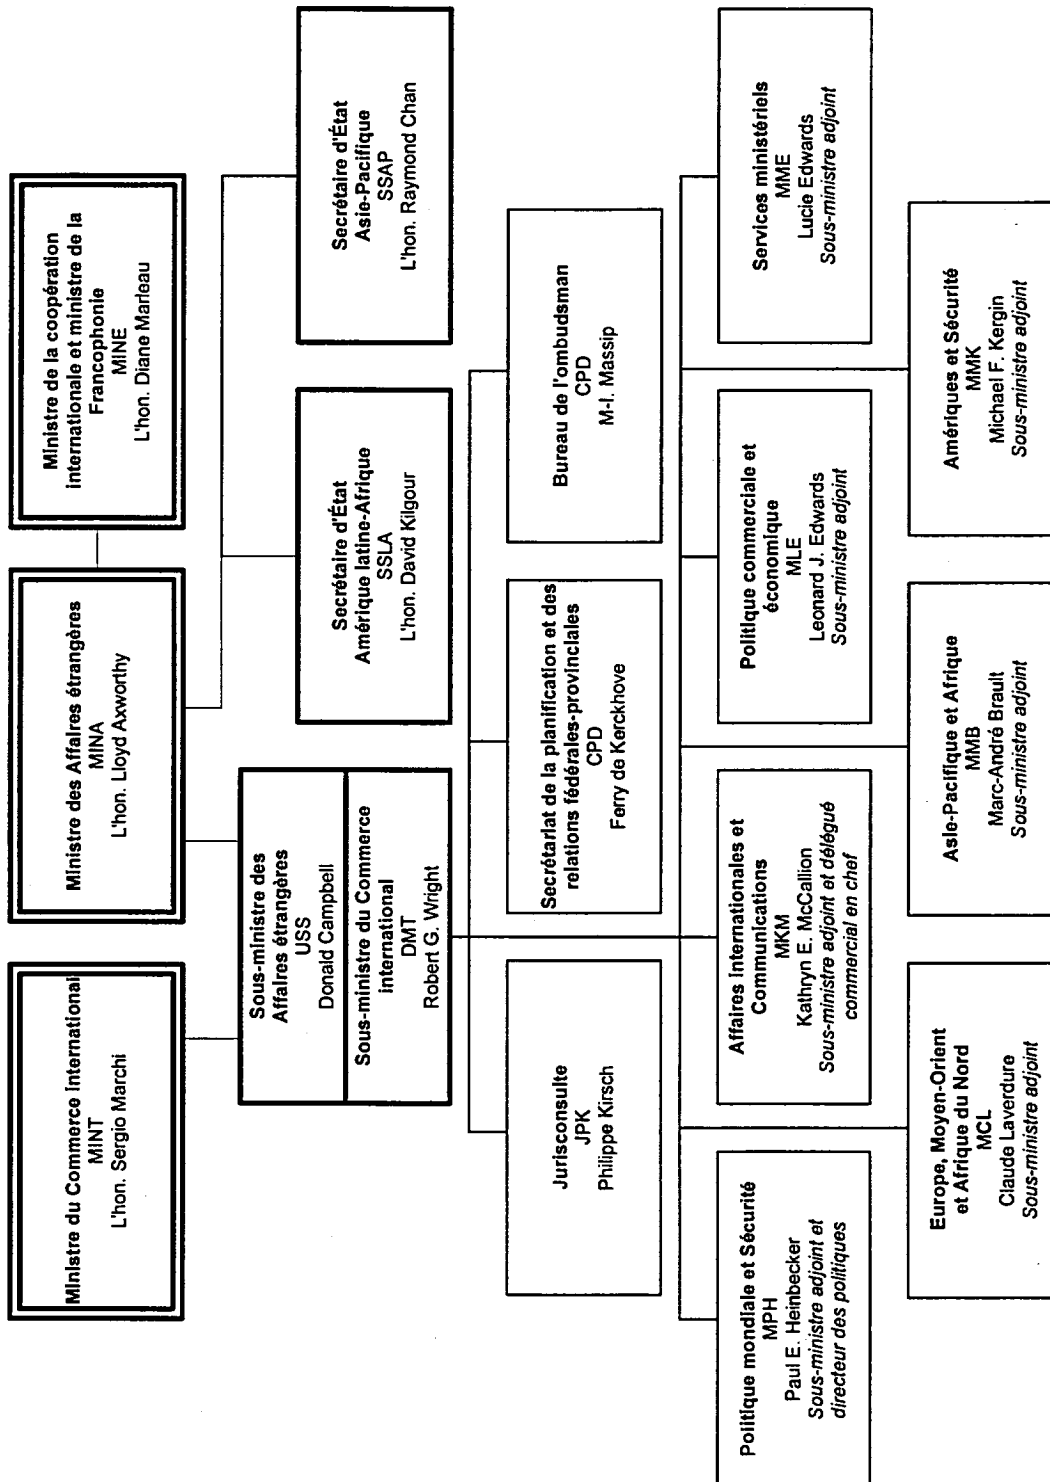 Ministre du Commerce International
MINT
L'hon. Sergio Marchi
Ministre des Affaires étrangères
MINA
L'hon. Lloyd Axworthy
Ministre de la coopération
internationale et ministre de la
Francophonie
MINE
L'hon. Diane Marleau
Sous-ministre des
Affaires étrangères
USS
Donald Campbell
Sous-ministre du Commerce
international
DMT
Robert G. Wright
Secrétaire d'État
Amérique latine-Afrique
SSLA
L'hon. David Kilgour
Secrétaire d'État
Asie-Pacifique
SSAP
L'hon. Raymond Chan
Jurisconsulte
JPK
Philippe Kirsch
Secrétariat de la planification et des
relations fédérales-provinciales
CPD
Ferry de Kerckhove
Bureau de l'ombudsman
CPD
M-I. Massip
Politique mondiale et Sécurité
MPH
Paul E. Heinbecker
Sous-ministre adjoint et
directeur des politiques
Affaires Internationales et
Communications
MKM
Kathryn E. McCallion
Sous-ministre adjoint et délégué
commercial en chef
Politique commerciale et
économique
MLE
Leonard J. Edwards
Sous-ministre adjoint
Services ministériels
MME
Lucie Edwards
Sous-ministre adjoint
Europe, Moyen-Orient
et Afrique du Nord
MCL
Claude Laverdure
Sous-ministre adjoint
Asie-Pacifique et Afrique
MMB
Marc-André Brault
Sous-ministre adjoint
Amériques et Sécurité
MMK
Michael F. Kergin
Sous-ministre adjoint